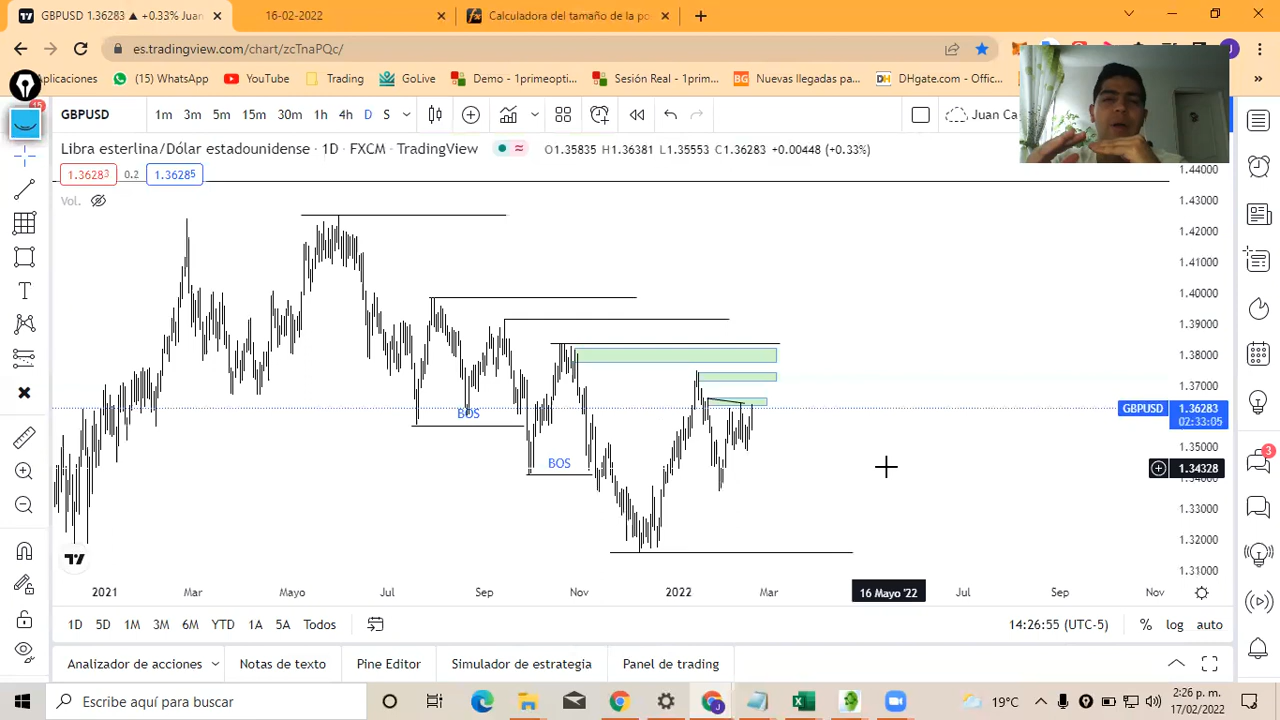 GBPUSD 1.36283 ▲ +0.33% Juan
16-02-2022
Calculadora del tamaño de la po
es.tradingview.com/chart/zcTnaPQc/
Aplicaciones
(15) WhatsApp
YouTube
Trading
GoLive
Demo - 1primeopti...
Sesión Real - 1prim...
BG
Nuevas llegadas par...
DH
DHgate.com - Offic...
»
15
GBPUSD
1m
3m
5m
15m
30m
1h
4h
D
S
Juan Ca
Libra esterlina/Dólar estadounidense · 1D · FXCM · TradingView
O1.35835 H1.36381 L1.35553 C1.36283 +0.00448 (+0.33%)
1.36283
0.2
1.36285
Vol.
1.44000
1.43000
1.42000
1.41000
1.40000
1.39000
1.38000
1.37000
GBPUSD
1.36283
02:33:05
1.35000
1.34328
1.34000
1.33000
1.32000
1.31000
BOS
BOS
3
2021
Mar
Mayo
Jul
Sep
Nov
2022
Mar
16 Mayo '22
Jul
Sep
Nov
1D
5D
1M
3M
6M
YTD
1A
5A
Todos
14:26:55 (UTC-5)
%
log
auto
Analizador de acciones
Notas de texto
Pine Editor
Simulador de estrategia
Panel de trading
Escribe aquí para buscar
19°C
2:26 p. m.
17/02/2022